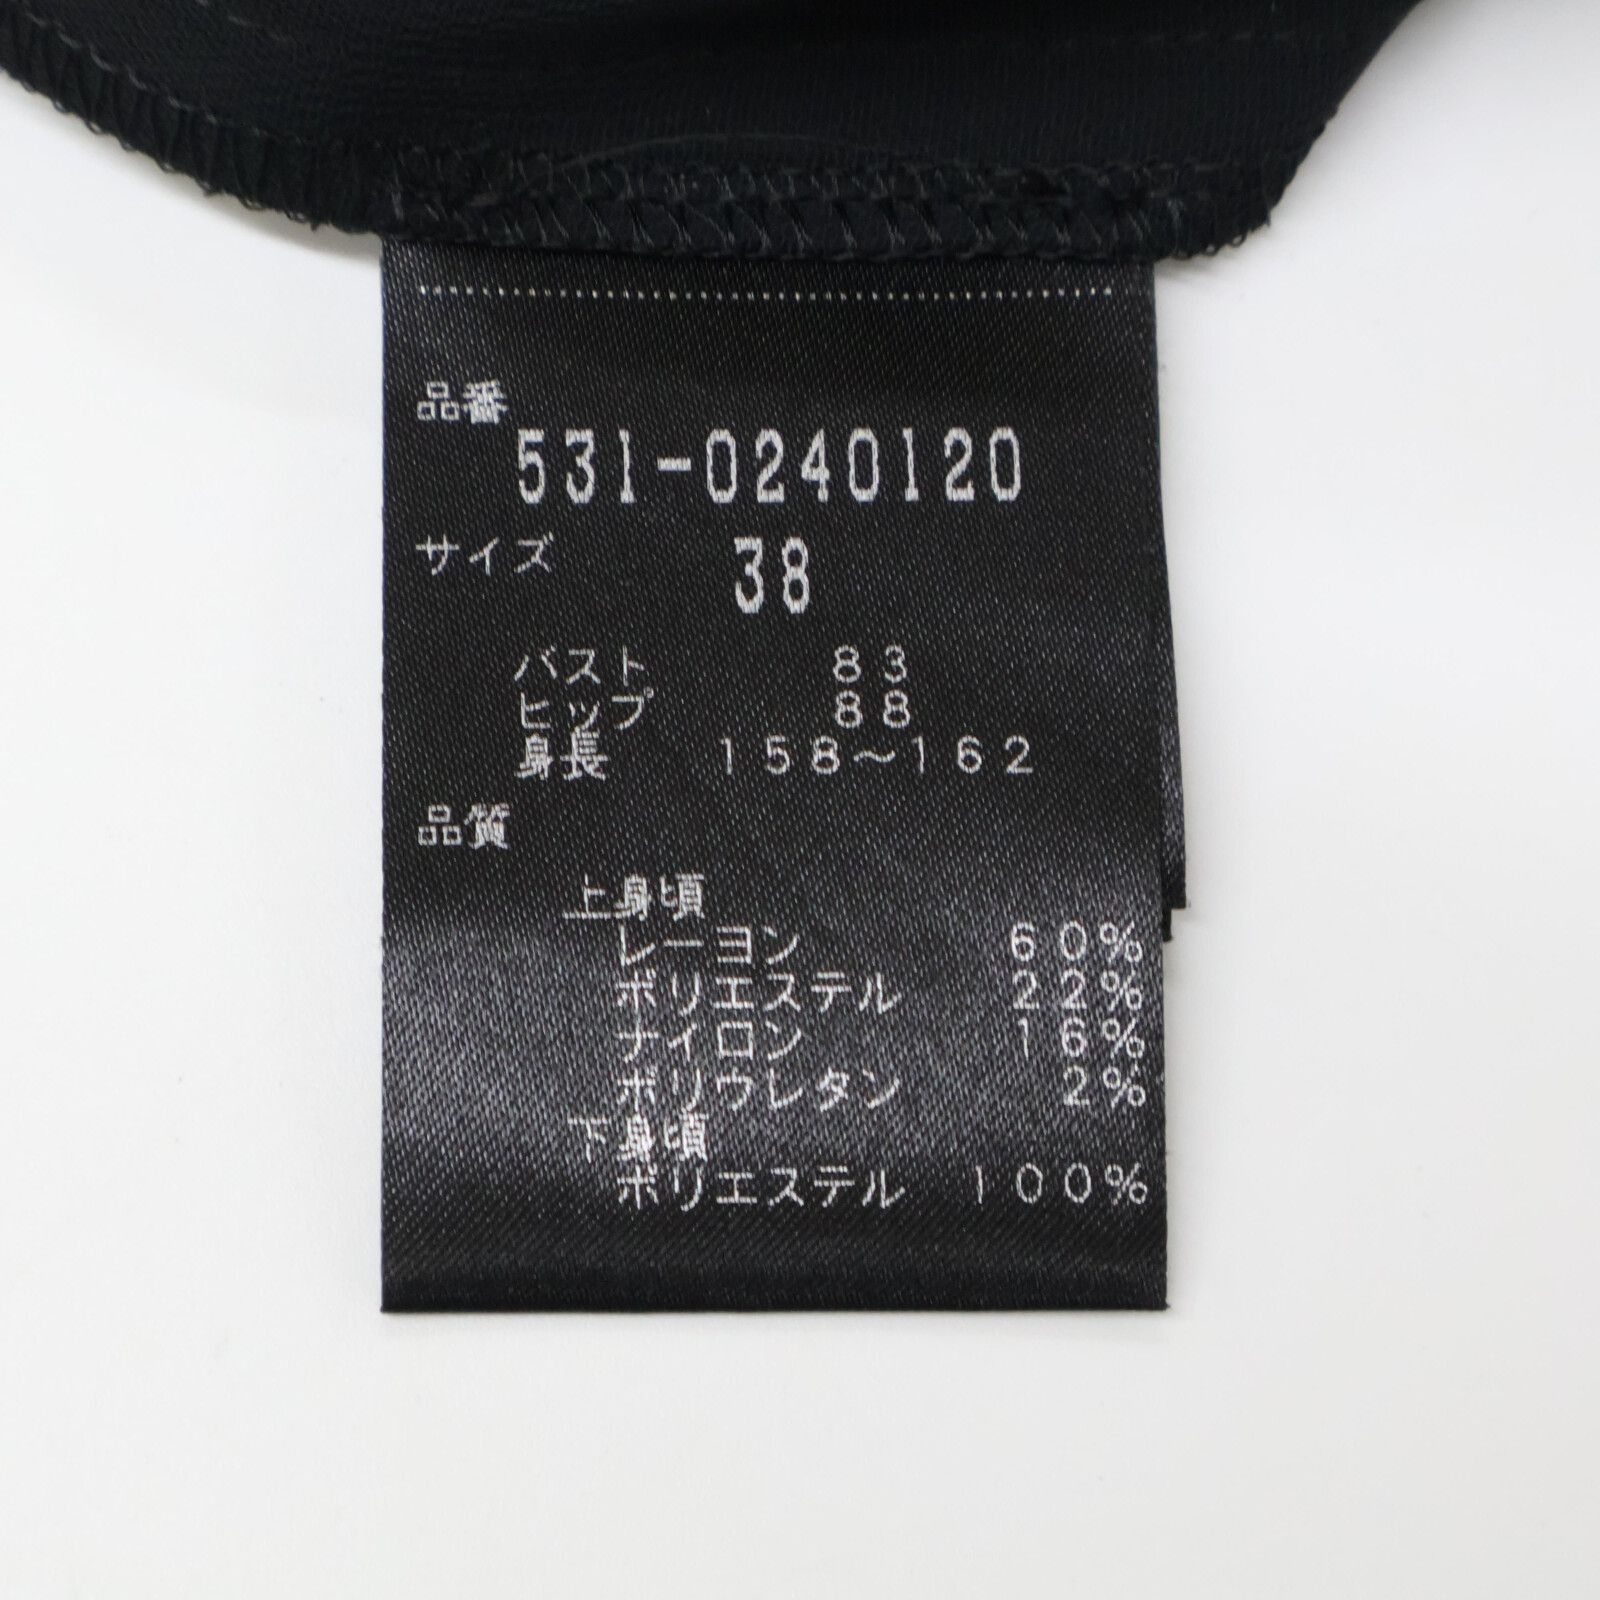 品番
531-0240120
サイズ 38
バスト 83
ヒップ 88
身長 158〜162
品質
上身頃
レーヨン 60%
ポリエステル 22%
ナイロン 16%
ポリウレタン 2%
下身頃
ポリエステル 100%